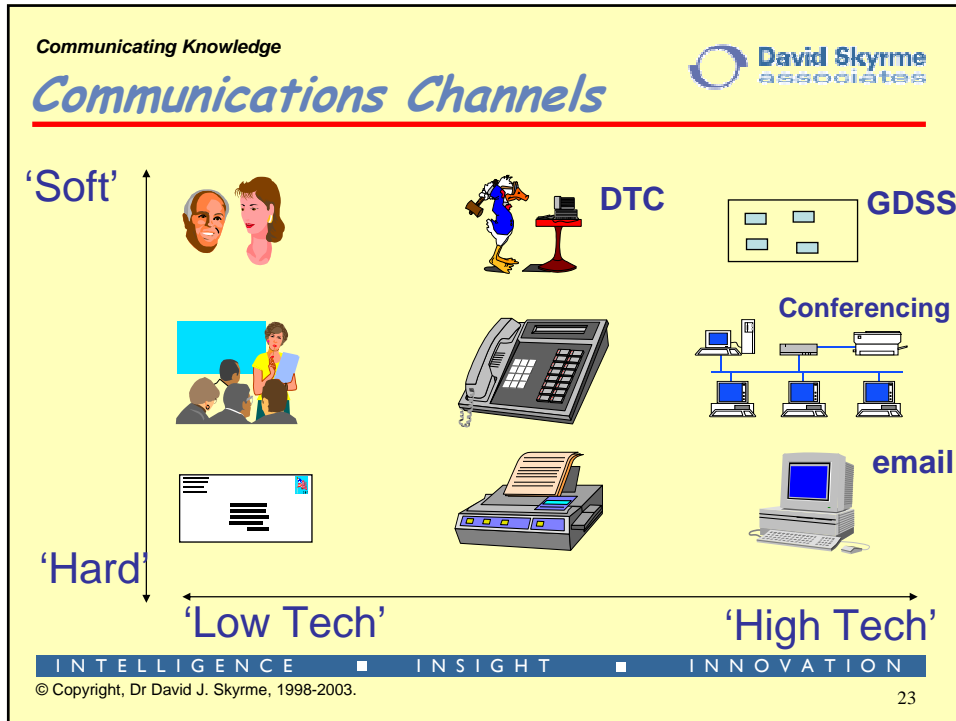 Communicating Knowledge
David Skyrme
associates
Communications Channels
‘Soft’
DTC
GDSS
Conferencing
email
‘Hard’
‘Low Tech’
‘High Tech’
INTELLIGENCE ■ INSIGHT ■ INNOVATION
© Copyright, Dr David J. Skyrme, 1998-2003.
23